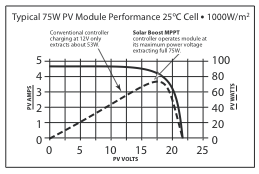 Typical 75W PV Module Performance 25°C Cell • 1000W/m²
Conventional controller
charging at 12V only
extracts about 53W.
Solar Boost MPPT
controller operates module at
its maximum power voltage
extracting full 75W.
5
4
3
2
1
0
PV AMPS
100
80
60
40
20
0
PV WATTS
0 5 10 15 20 25
PV VOLTS